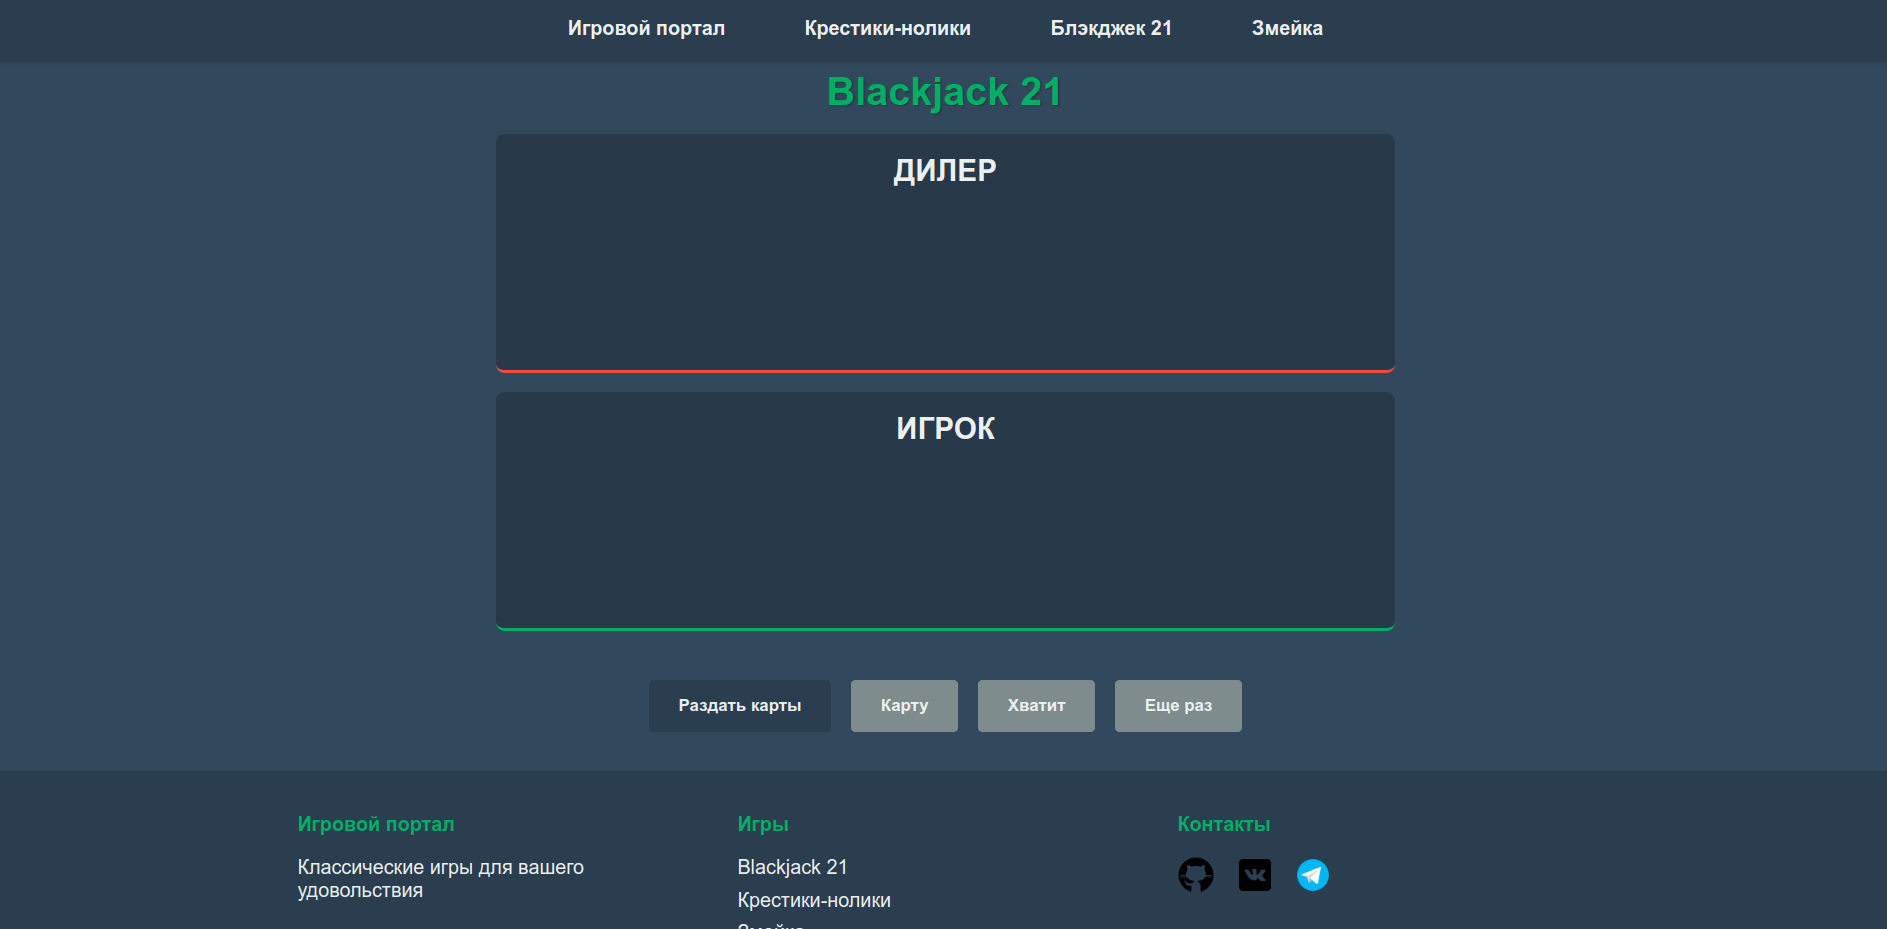 Игровой портал
Крестики-нолики
Блэкджек 21
Змейка
Blackjack 21
ДИЛЕР
ИГРОК
Раздать карты
Карту
Хватит
Еще раз
Игровой портал
Классические игры для вашего
удовольствия
Игры
Blackjack 21
Крестики-нолики
Змейка
Контакты